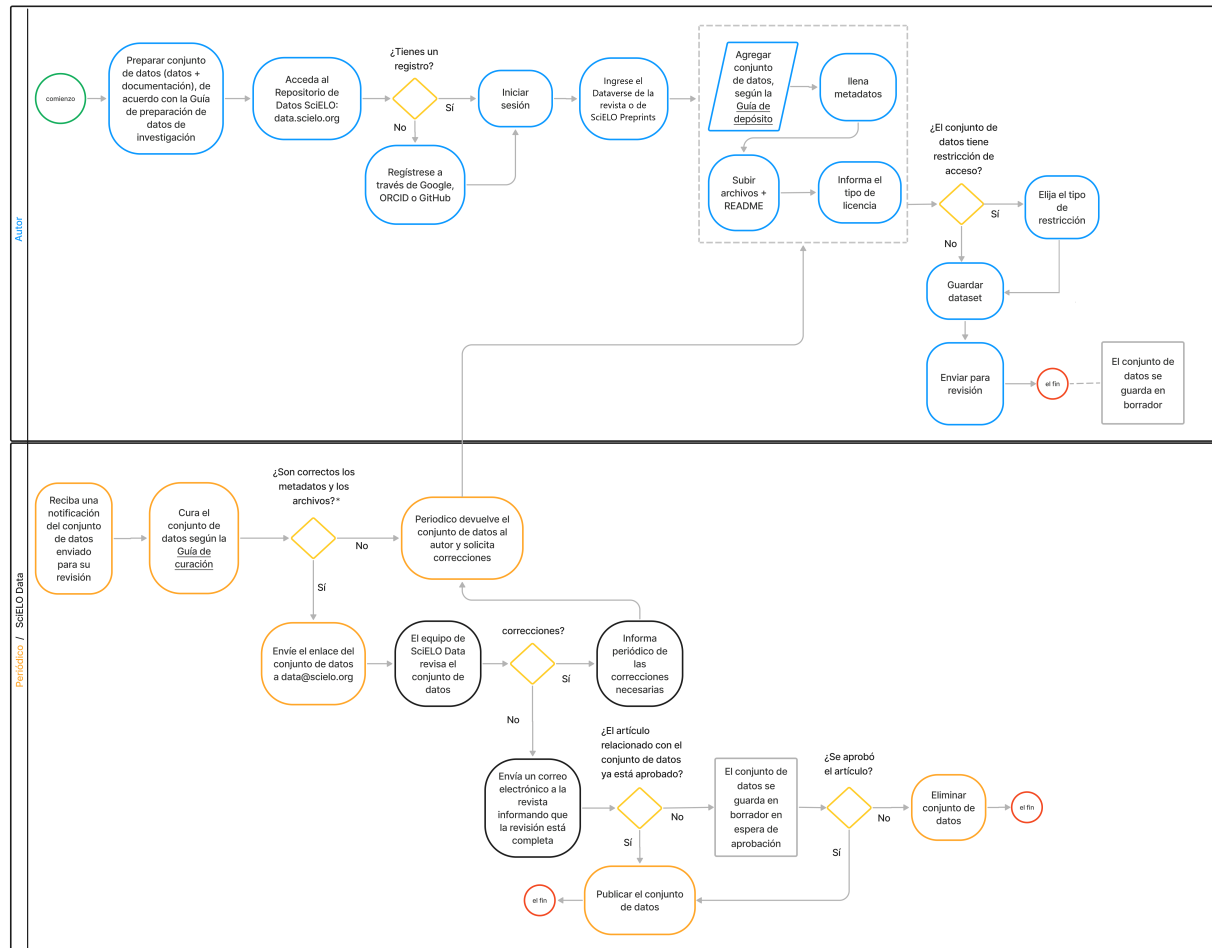 comienzo
Preparar conjunto
de datos (datos +
documentación), de
acuerdo con la Guía
de preparación de
datos de
investigación
Acceda al
Repositorio de
Datos SciELO:
data.scielo.org
¿Tienes un
registro?
Sí
No
Regístrese a
través de Google,
ORCID o GitHub
Iniciar
sesión
Ingrese el
Dataverse de la
revista o de
SciELO Preprints
Agregar
conjunto
de datos,
según la
Guía de
depósito
llena
metadatos
Subir
archivos +
README
Informa el
tipo de
licencia
¿El conjunto de
datos tiene
restricción de
acceso?
Sí
No
Elija el tipo
de
restricción
Guardar
dataset
Enviar para
revisión
el fin
El conjunto de
datos se
guarda en
borrador
Autor
Periódico / SciELO Data
Reciba una
notificación
del conjunto
de datos
enviado
para su
revisión
Cura el
conjunto de
datos según la
Guía de
curación
¿Son correctos los
metadatos y los
archivos?*
No
Sí
Periodico devuelve el
conjunto de datos al
autor y solicita
correcciones
Envíe el enlace del
conjunto de datos
a data@scielo.org
El equipo de
SciELO Data
revisa el
conjunto de
datos
correcciones?
Sí
No
Informa
periódico de
las
correcciones
necesarias
Envía un correo
electrónico a la
revista
informando que
la revisión está
completa
¿El artículo
relacionado con el
conjunto de datos
ya está aprobado?
No
Sí
El conjunto de
datos se
guarda en
borrador en
espera de
aprobación
¿Se aprobó
el artículo?
No
Sí
Eliminar
conjunto de
datos
el fin
Publicar el conjunto
de datos
el fin